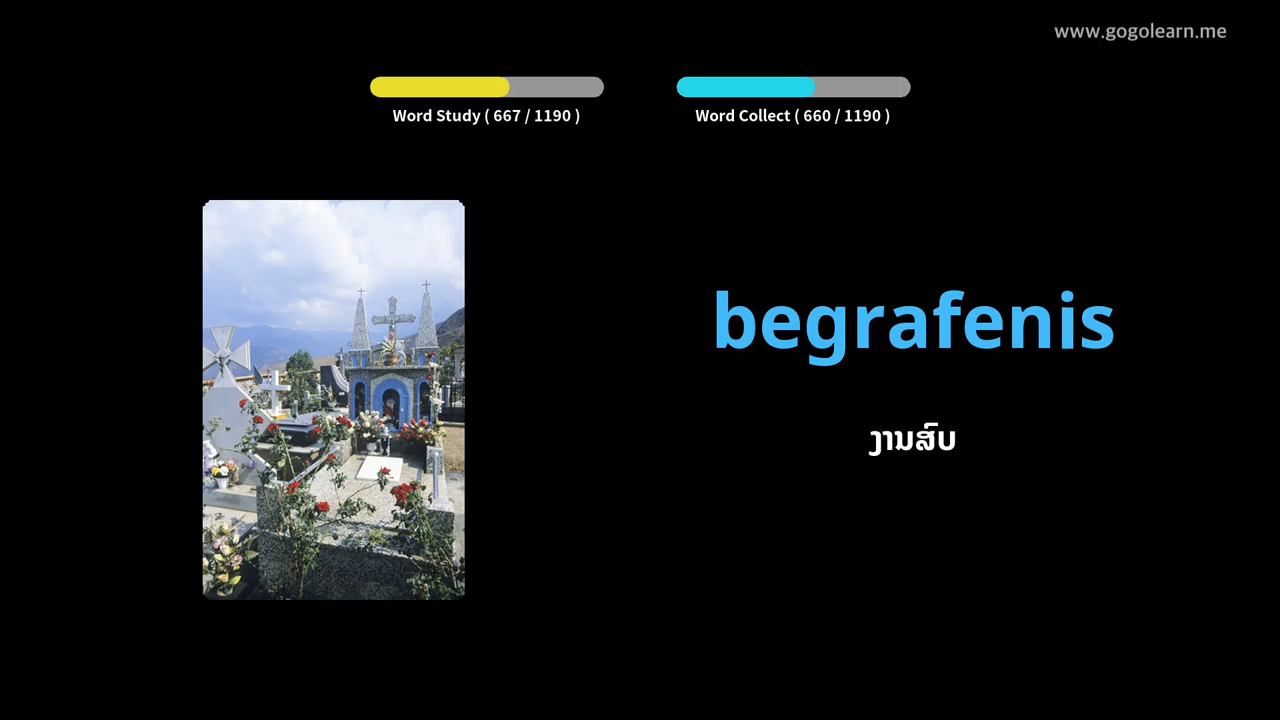 www.gogolearn.me
Word Study ( 667 / 1190 )
Word Collect ( 660 / 1190 )
begrafenis
ງານສົບ